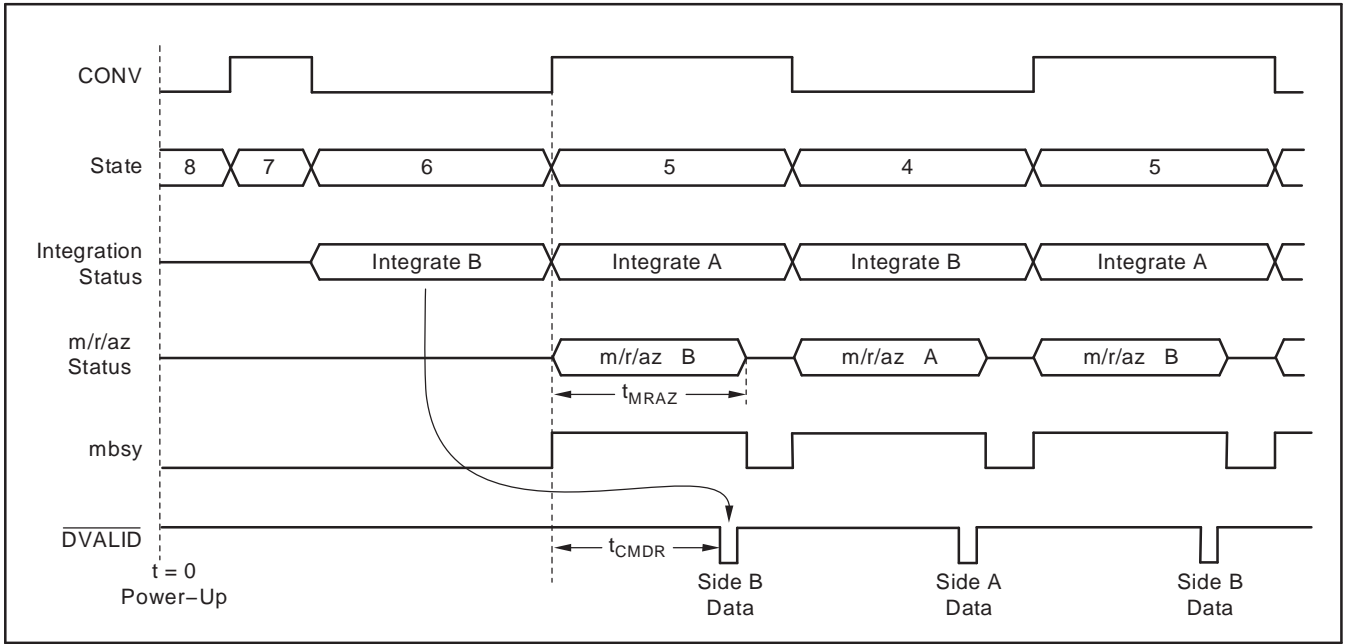 CONV
State
8
7
6
5
4
5
Integration
Status
Integrate B
Integrate A
Integrate B
Integrate A
m/r/az
Status
m/r/az B
m/r/az A
m/r/az B
tMRAZ
mbsy
DVALID
tCMDR
t = 0
Power−Up
Side B
Data
Side A
Data
Side B
Data